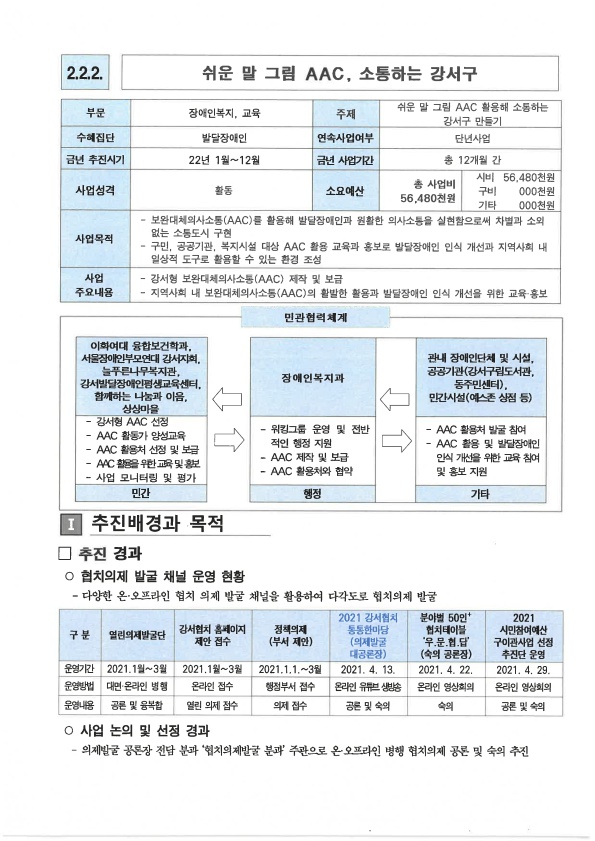 2.2.2. 쉬운 말 그림 AAC, 소통하는 강서구
부문 장애인복지, 교육 주제 쉬운 말 그림 AAC 활용해 소통하는
강서구 만들기
수혜집단 발달장애인 연속사업여부 단년사업
금년 추진시기 22년 1월~12월 금년 사업기간 총 12개월 간
사업성격 활동 소요예산 총 사업비
56,480천원
시비 56,480천원
구비 000천원
기타 000천원
사업목적
- 보완대체의사소통(AAC)를 활용해 발달장애인과 원활한 의사소통을 실현함으로써 차별과 소외
없는 소통도시 구현
- 구민, 공공기관, 복지시설 대상 AAC 활용 교육과 홍보로 발달장애인 인식 개선과 지역사회 내
일상적 도구로 활용할 수 있는 환경 조성
사업
주요내용
- 강서형 보완대체의사소통(AAC) 제작 및 보급
- 지역사회 내 보완대체의사소통(AAC)의 활발한 활용과 발달장애인 인식 개선을 위한 교육·홍보
민관협력체계
이화여대 융합보건학과,
서울장애인부모연대 강서지회,
늘푸른나무복지관,
강서발달장애인평생교육센터,
함께하는 나눔과 이음,
상상마을
- 강서형 AAC 선정
- AAC 활동가 양성교육
- AAC 활용처 선정 및 보급
- AAC 활용을 위한 교육 및 홍보
- 사업 모니터링 및 평가
민간
장애인복지과
- 워킹그룹 운영 및 전반
적인 행정 지원
- AAC 제작 및 보급
- AAC 활용처와 협약
행정
관내 장애인단체 및 시설,
공공기관(강서구립도서관,
동주민센터),
민간시설(예스존 상점 등)
- AAC 활용처 발굴 참여
- AAC 활용 및 발달장애인
인식 개선을 위한 교육 참여
및 홍보 지원
기타
Ⅰ 추진배경과 목적
□ 추진 경과
○ 협치의제 발굴 채널 운영 현황
- 다양한 온·오프라인 협치 의제 발굴 채널을 활용하여 다각도로 협치의제 발굴
구 분 열린의제발굴단 강서협치 홈페이지
제안 접수
정책의제
(부서 제안)
2021 강서협치
통통한마당
(의제발굴
대공론장)
분야별 50인+
협치테이블
'우.문.협.답'
(숙의 공론장)
2021
시민참여예산
구이관사업 선정
추진단 운영
운영기간 2021.1월~3월 2021.1월~3월 2021.1.1.~3월 2021. 4. 13. 2021. 4. 22. 2021. 4. 29.
운영방법 대면·온라인 병행 온라인 접수 행정부서 접수 온라인 유튜브 생방송 온라인 영상회의 온라인 영상회의
운영내용 공론 및 융복합 열린 의제 접수 의제 접수 공론 및 숙의 숙의 공론 및 숙의
○ 사업 논의 및 선정 경과
- 의제발굴 공론장 전담 분과 '협치의제발굴 분과' 주관으로 온·오프라인 병행 협치의제 공론 및 숙의 추진